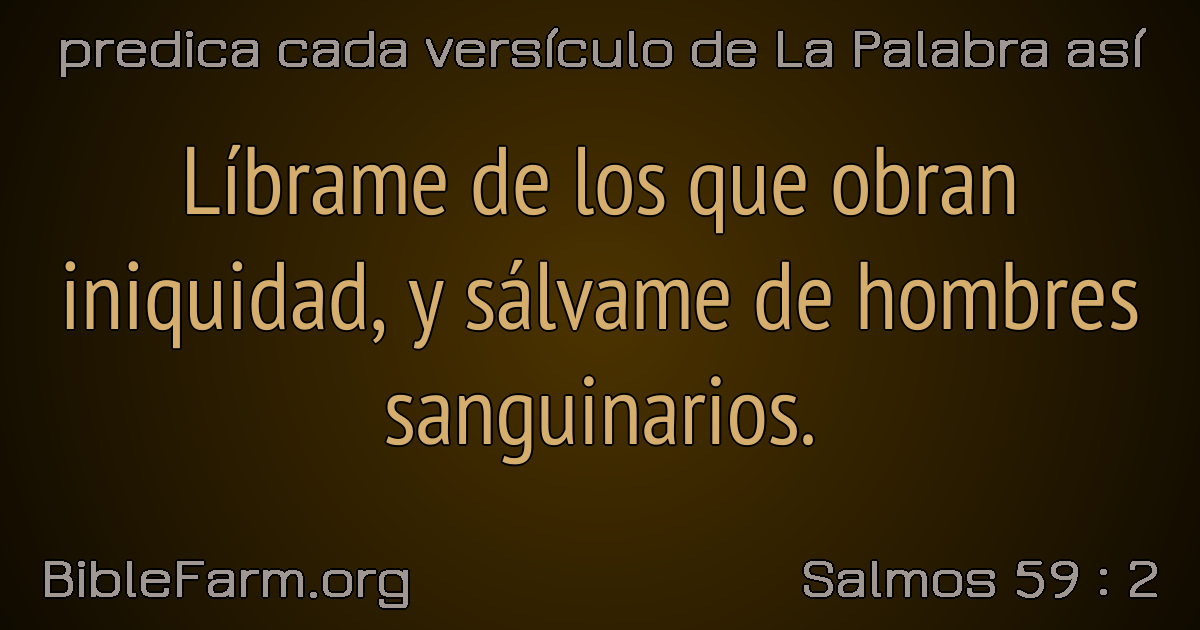 predica cada versículo de La Palabra así
Líbrame de los que obran
iniquidad, y sálvame de hombres
sanguinarios.
BibleFarm.org
Salmos 59 : 2